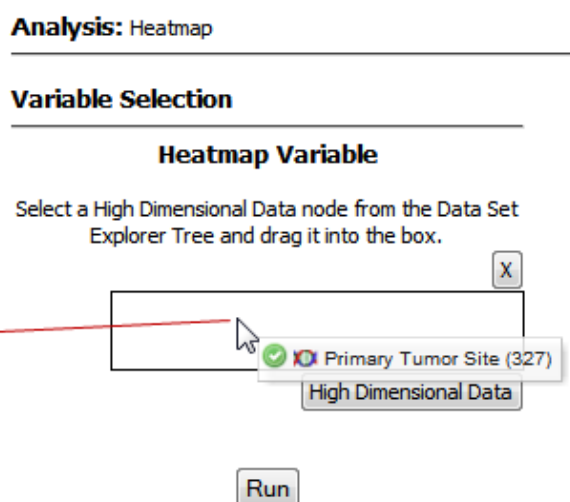 Analysis: Heatmap
Variable Selection
Heatmap Variable
Select a High Dimensional Data node from the Data Set
Explorer Tree and drag it into the box.
X
Primary Tumor Site (327)
High Dimensional Data
Run